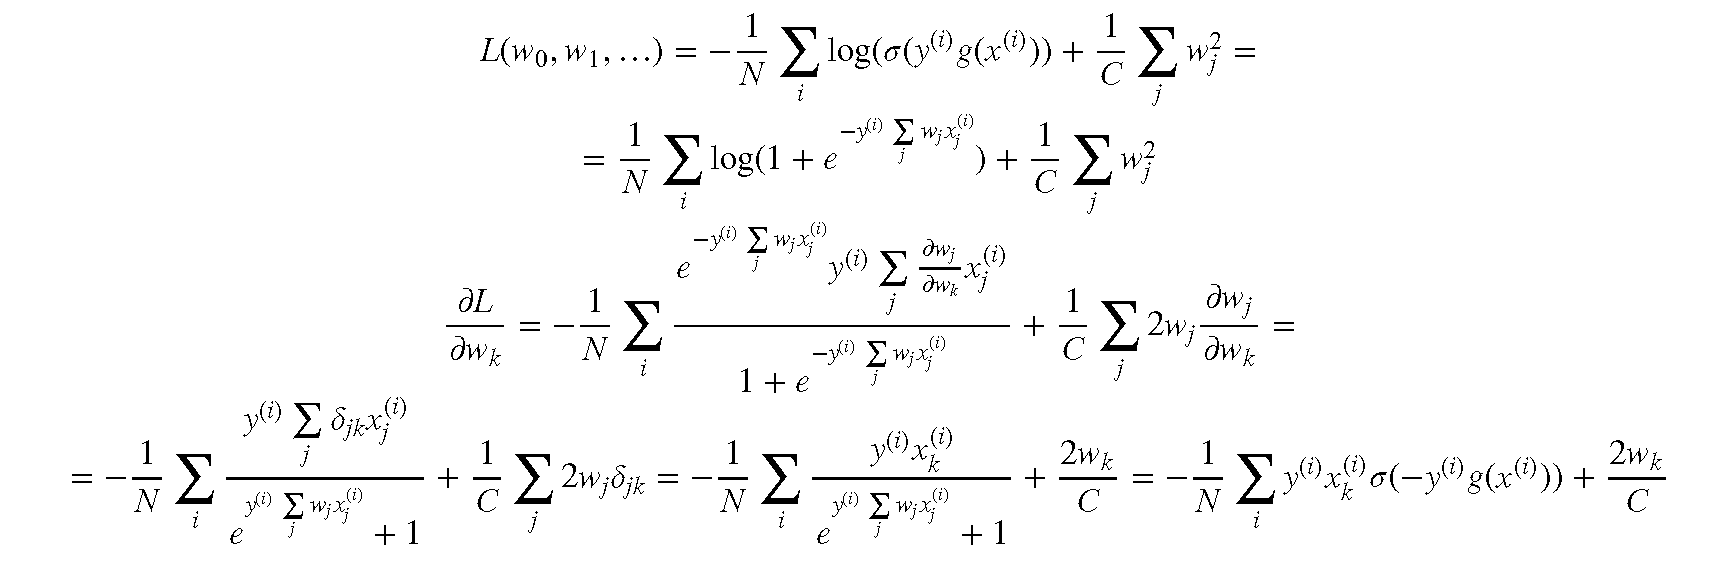 $L(w_0, w_1, \ldots) = -\frac{1}{N} \sum_i \log(\sigma(y^{(i)} g(x^{(i)})) + \frac{1}{C} \sum_j w_j^2 =$
$= \frac{1}{N} \sum_i \log(1 + e^{-y^{(i)} \sum_j w_j x_j^{(i)}}) + \frac{1}{C} \sum_j w_j^2$
$\frac{\partial L}{\partial w_k} = -\frac{1}{N} \sum_i \frac{e^{-y^{(i)} \sum_j w_j x_j^{(i)}} y^{(i)} \sum_j \frac{\partial w_j}{\partial w_k} x_j^{(i)}}{1 + e^{-y^{(i)} \sum_j w_j x_j^{(i)}}} + \frac{1}{C} \sum_j 2w_j \frac{\partial w_j}{\partial w_k} =$
$= -\frac{1}{N} \sum_i \frac{y^{(i)} \sum_j \delta_{jk} x_j^{(i)}}{e^{y^{(i)} \sum_j w_j x_j^{(i)}} + 1} + \frac{1}{C} \sum_j 2w_j \delta_{jk} = -\frac{1}{N} \sum_i \frac{y^{(i)} x_k^{(i)}}{e^{y^{(i)} \sum_j w_j x_j^{(i)}} + 1} + \frac{2w_k}{C} = -\frac{1}{N} \sum_i y^{(i)} x_k^{(i)} \sigma(-y^{(i)} g(x^{(i)})) + \frac{2w_k}{C}$